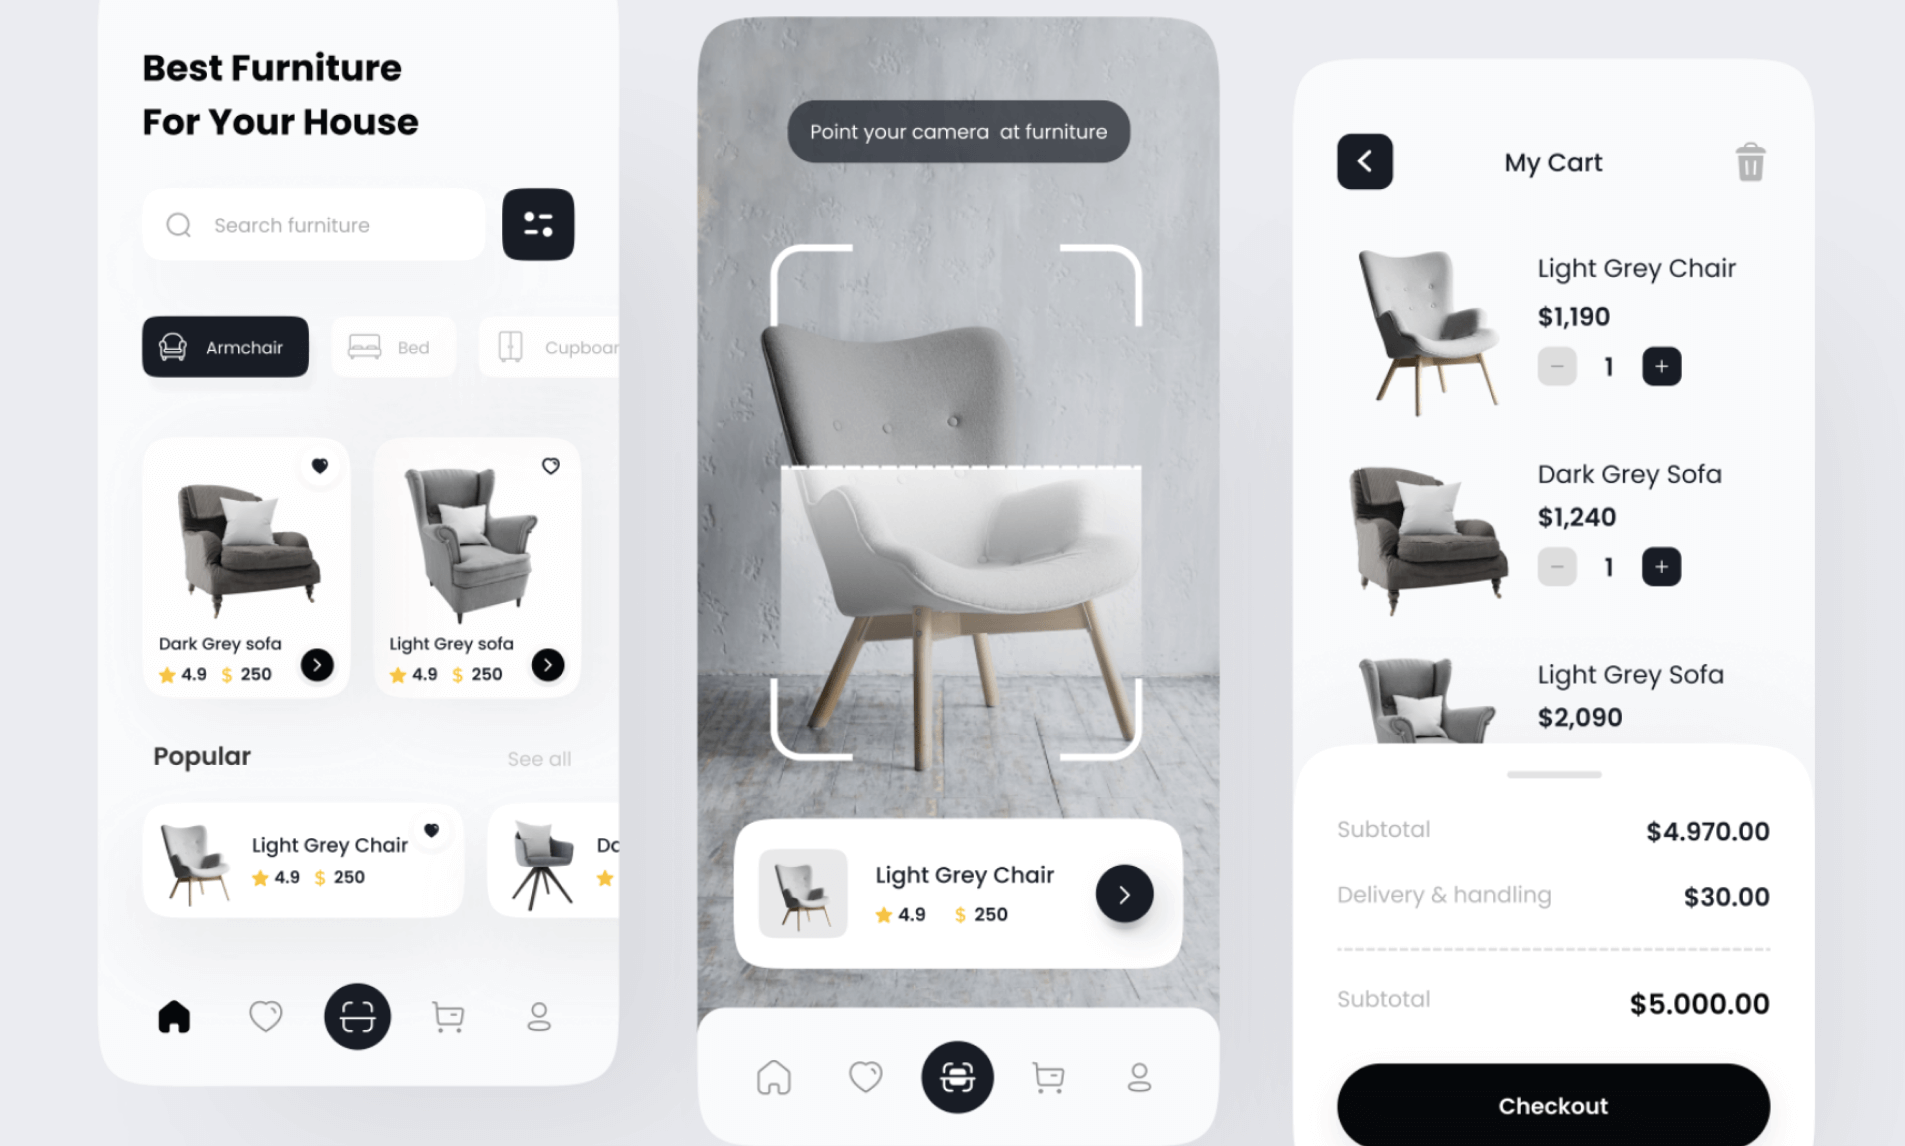 Best Furniture
For Your House
Search furniture
Armchair
Bed
Cupboar
Dark Grey sofa
4.9 $ 250
Light Grey sofa
4.9 $ 250
Popular
See all
Light Grey Chair
4.9 $ 250
Da
Point your camera at furniture
Light Grey Chair
4.9 $ 250
My Cart
Light Grey Chair
$1,190
− 1 +
Dark Grey Sofa
$1,240
− 1 +
Light Grey Sofa
$2,090
Subtotal $4.970.00
Delivery & handling $30.00
Subtotal $5.000.00
Checkout